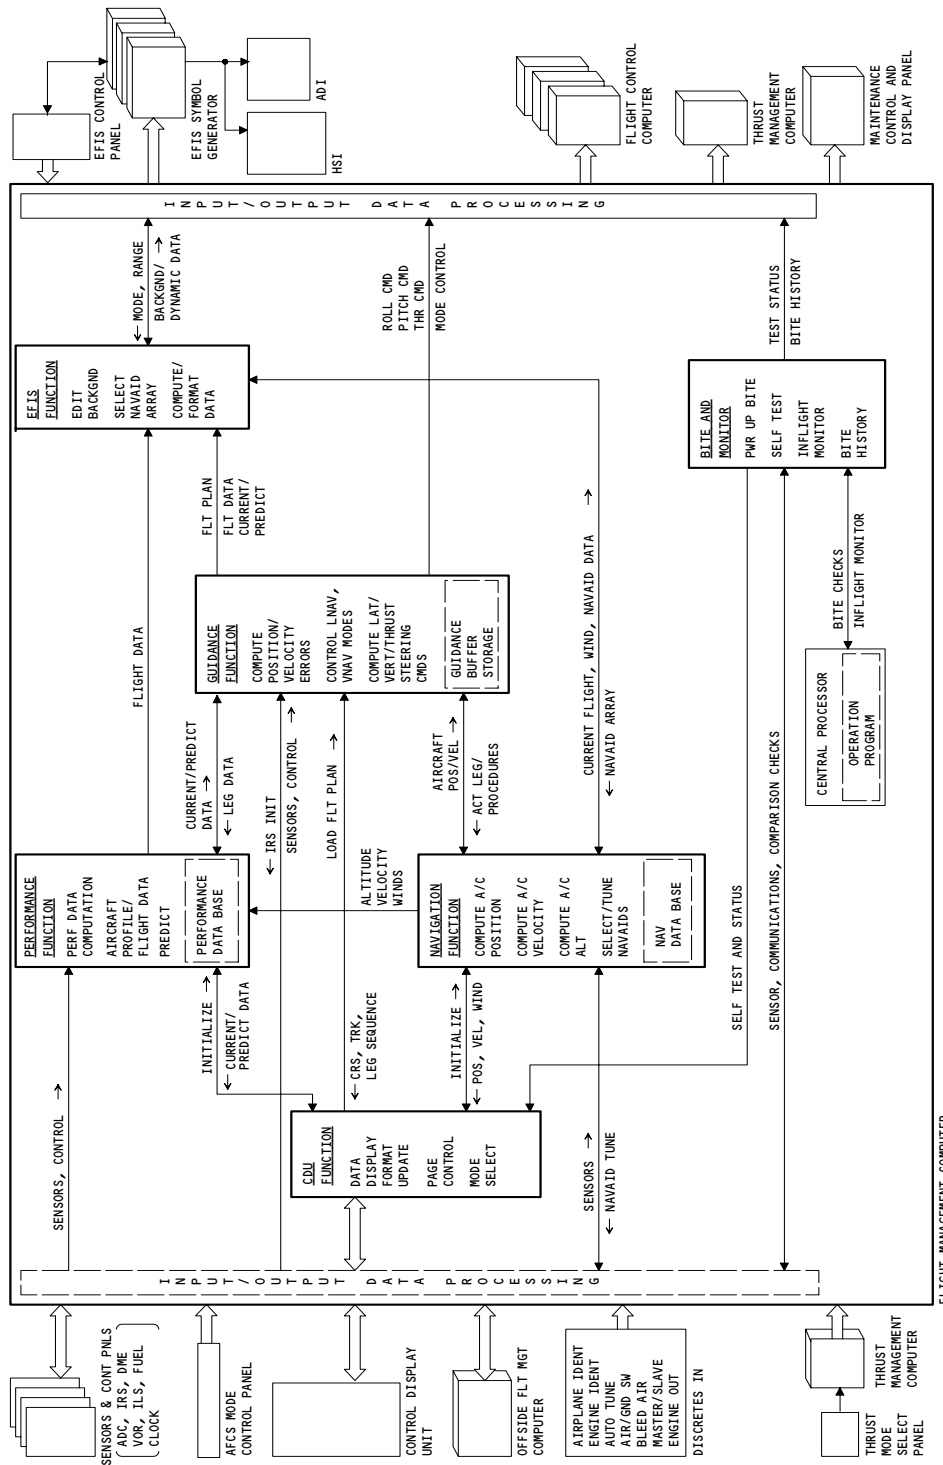 SENSORS & CONT PNLS
ADC, IRS, DME
VOR, ILS, FUEL
CLOCK
AFCS MODE
CONTROL PANEL
CONTROL DISPLAY
UNIT
OFFSIDE FLT MGT
COMPUTER
AIRPLANE IDENT
ENGINE IDENT
AUTO TUNE
AIR/GND SW
BLEED AIR
MASTER/SLAVE
ENGINE OUT
DISCRETES IN
THRUST
MODE
SELECT
PANEL
THRUST
MANAGEMENT
COMPUTER
INPUT/OUTPUT DATA PROCESSING
SENSORS, CONTROL →
CDU
FUNCTION
DATA
DISPLAY
FORMAT
UPDATE
PAGE
CONTROL
MODE
SELECT
INITIALIZE →
← CURRENT/
PREDICT DATA
← CRS, TRK,
LEG SEQUENCE
INITIALIZE →
← POS, VEL, WIND
SENSORS →
← NAVAID TUNE
PERFORMANCE
FUNCTION
PERF DATA
COMPUTATION
AIRCRAFT
PROFILE/
FLIGHT DATA
PREDICT
PERFORMANCE
DATA BASE
ALTITUDE
VELOCITY
WINDS
NAVIGATION
FUNCTION
COMPUTE A/C
POSITION
COMPUTE A/C
VELOCITY
COMPUTE A/C
ALT
SELECT/TUNE
NAVAIDS
NAV
DATA BASE
SELF TEST AND STATUS
SENSOR, COMMUNICATIONS, COMPARISON CHECKS
FLIGHT DATA
CURRENT/PREDICT
DATA →
← LEG DATA
← IRS INIT
SENSORS, CONTROL →
LOAD FLT PLAN →
AIRCRAFT
POS/VEL →
← ACT LEG/
PROCEDURES
CURRENT FLIGHT, WIND, NAVAID DATA →
← NAVAID ARRAY
GUIDANCE
FUNCTION
COMPUTE
POSITION/
VELOCITY
ERRORS
CONTROL LNAV,
VNAV MODES
COMPUTE LAT/
VERT/THRUST
STEERING
CMDS
GUIDANCE
BUFFER
STORAGE
CENTRAL PROCESSOR
OPERATION
PROGRAM
BITE CHECKS
INFLIGHT MONITOR
FLT PLAN
FLT DATA
CURRENT/
PREDICT
EFIS
FUNCTION
EDIT
BACKGND
SELECT
NAVAID
ARRAY
COMPUTE/
FORMAT
DATA
BITE AND
MONITOR
PWR UP BITE
SELF TEST
INFLIGHT
MONITOR
BITE
HISTORY
← MODE, RANGE
BACKGND/ →
DYNAMIC DATA
ROLL CMD
PITCH CMD
THR CMD
MODE CONTROL
TEST STATUS
BITE HISTORY
INPUT/OUTPUT DATA PROCESSING
EFIS CONTROL
PANEL
EFIS SYMBOL
GENERATOR
HSI
ADI
FLIGHT CONTROL
COMPUTER
THRUST
MANAGEMENT
COMPUTER
MAINTENANCE
CONTROL AND
DISPLAY PANEL
FLIGHT MANAGEMENT COMPUTER